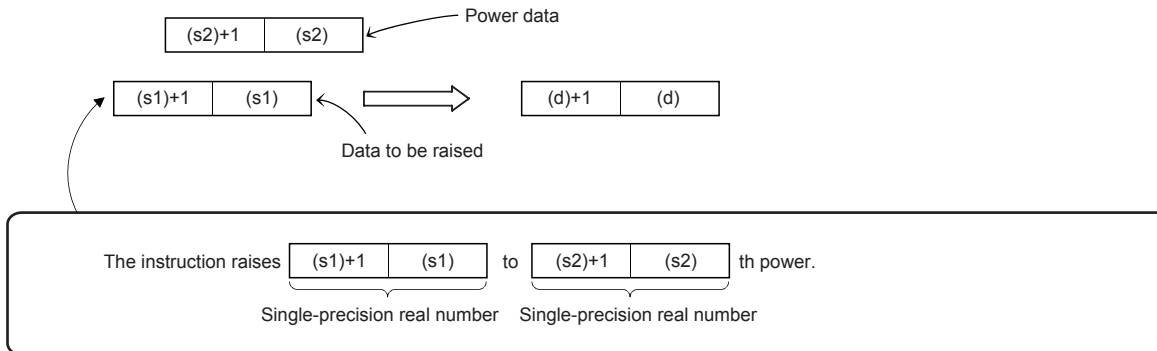 Power data
(s2)+1 (s2)
(s1)+1 (s1) (d)+1 (d)
Data to be raised
The instruction raises (s1)+1 (s1) to (s2)+1 (s2) th power.
Single-precision real number Single-precision real number